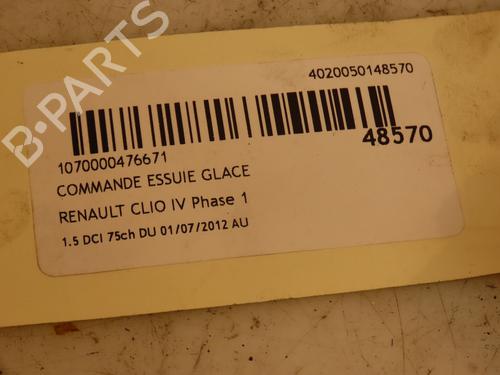 B-PARTS
4020050148570
48570
1070000476671
COMMANDE ESSUIE GLACE
RENAULT CLIO IV Phase 1
1.5 DCI 75ch DU 01/07/2012 AU